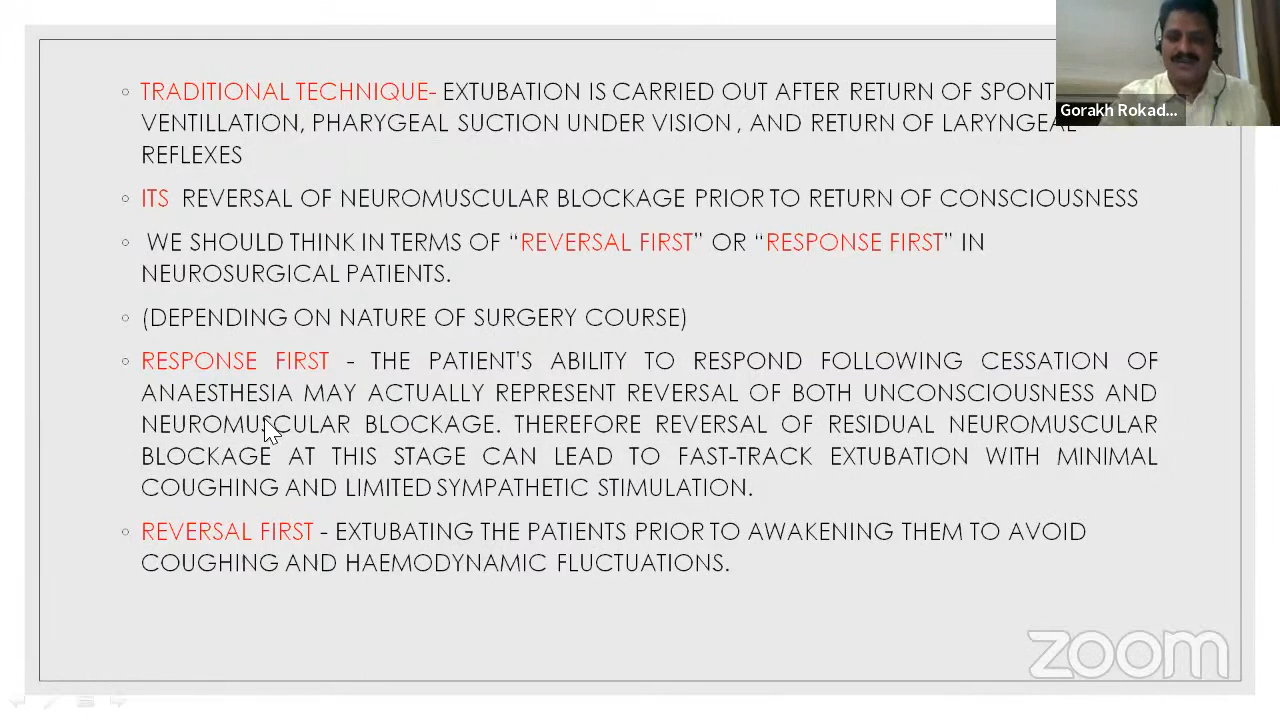 TRADITIONAL TECHNIQUE- EXTUBATION IS CARRIED OUT AFTER RETURN OF
VENTILLATION, PHARYGEAL SUCTION UNDER VISION , AND RETURN OF LARYNGEAL
REFLEXES
ITS REVERSAL OF NEUROMUSCULAR BLOCKAGE PRIOR TO RETURN OF CONSCIOUSNESS
WE SHOULD THINK IN TERMS OF “REVERSAL FIRST” OR “RESPONSE FIRST” IN
NEUROSURGICAL PATIENTS.
(DEPENDING ON NATURE OF SURGERY COURSE)
RESPONSE FIRST - THE PATIENT'S ABILITY TO RESPOND FOLLOWING CESSATION OF
ANAESTHESIA MAY ACTUALLY REPRESENT REVERSAL OF BOTH UNCONSCIOUSNESS AND
NEUROMUSCULAR BLOCKAGE. THEREFORE REVERSAL OF RESIDUAL NEUROMUSCULAR
BLOCKAGE AT THIS STAGE CAN LEAD TO FAST-TRACK EXTUBATION WITH MINIMAL
COUGHING AND LIMITED SYMPATHETIC STIMULATION.
REVERSAL FIRST - EXTUBATING THE PATIENTS PRIOR TO AWAKENING THEM TO AVOID
COUGHING AND HAEMODYNAMIC FLUCTUATIONS.
Gorakh Rokad...
zoom